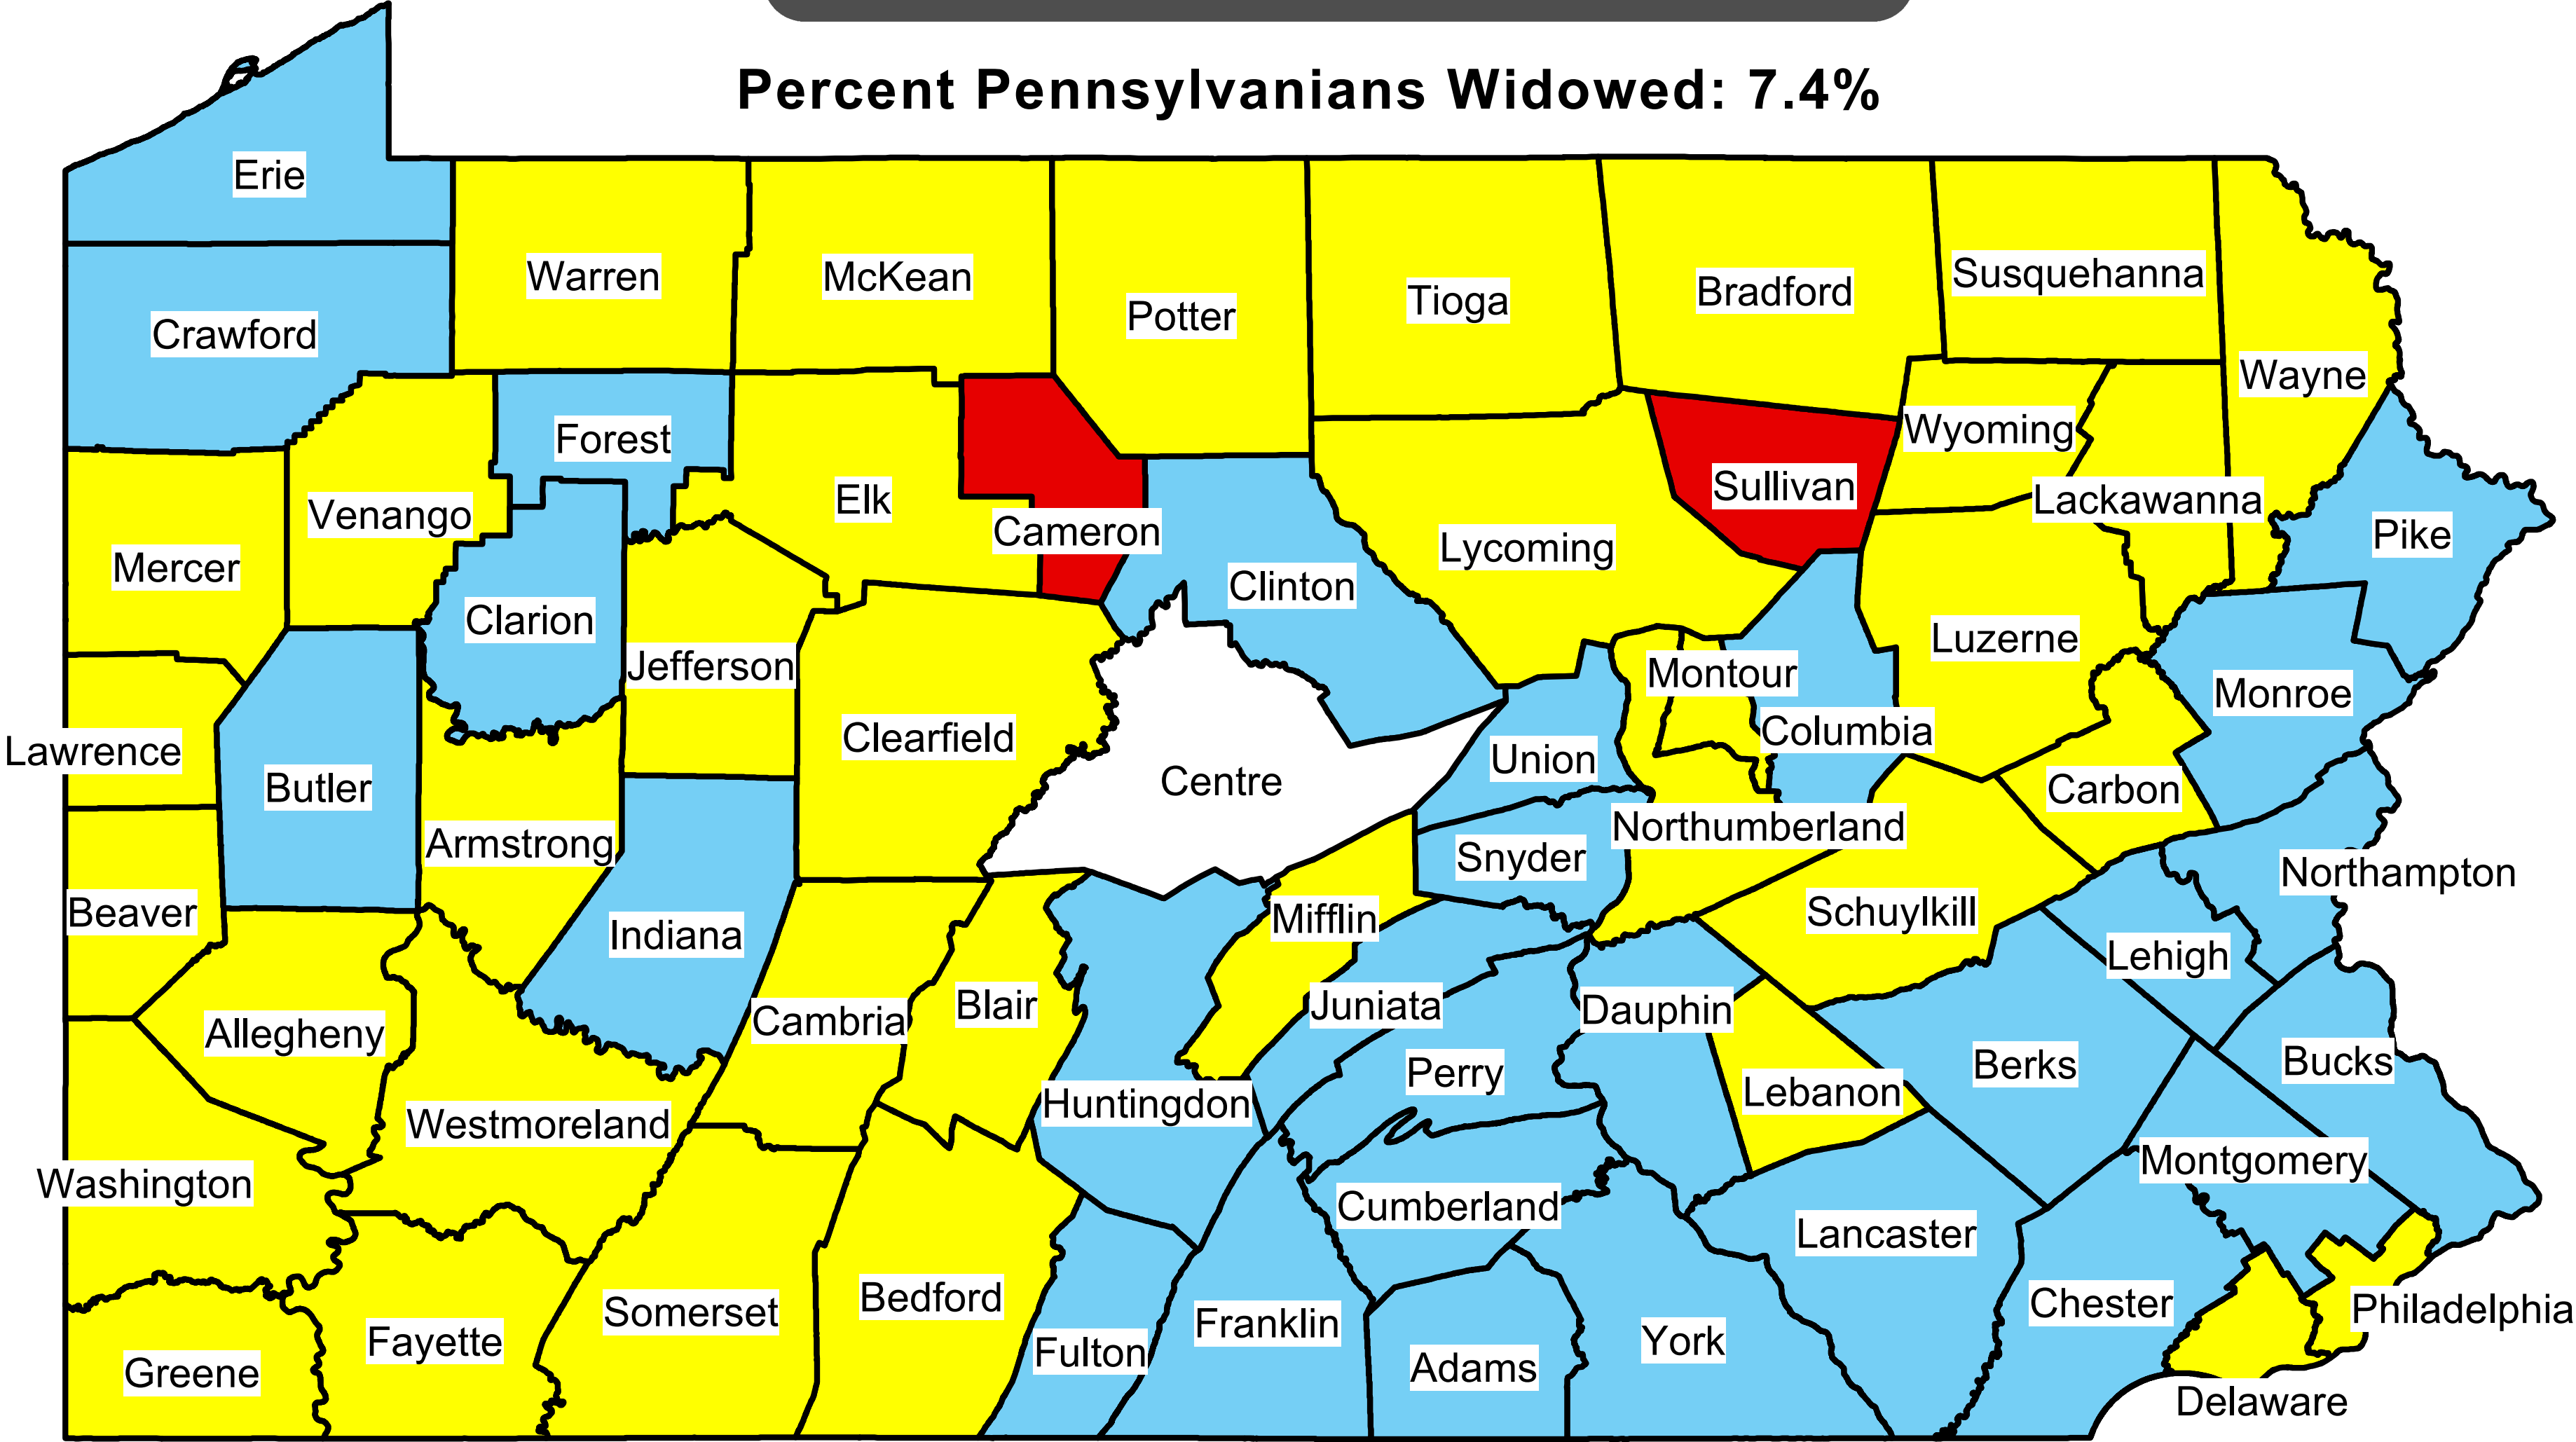 Percent Pennsylvanians Widowed: 7.4%
Erie
Warren
McKean
Susquehanna
Bradford
Tioga
Potter
Crawford
Wayne
Wyoming
Forest
Sullivan
Elk
Lackawanna
Venango
Cameron
Pike
Lycoming
Mercer
Clinton
Clarion
Luzerne
Jefferson
Montour
Monroe
Columbia
Clearfield
Lawrence
Union
Centre
Butler
Carbon
Northumberland
Armstrong
Snyder
Northampton
Beaver
Schuylkill
Mifflin
Indiana
Lehigh
Blair
Juniata
Dauphin
Cambria
Allegheny
Berks
Bucks
Perry
Lebanon
Huntingdon
Westmoreland
Montgomery
Washington
Cumberland
Lancaster
Bedford
Chester
Philadelphia
Somerset
Franklin
York
Fayette
Fulton
Adams
Greene
Delaware